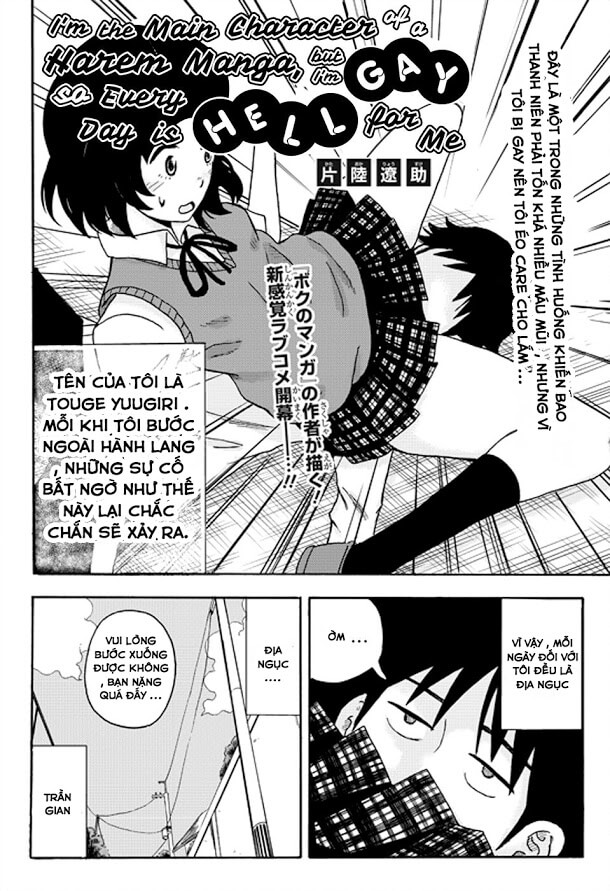 I'm the Main Character of a
Harem Manga, but I'm GAY
so Every
Day is HELL for Me
片陸遼助
ĐÂY LÀ MỘT TRONG NHỮNG TÌNH HUỐNG KHIẾN BAO
THANH NIÊN PHẢI TỐN KHÁ NHIỀU MÁU MŨI , NHƯNG VÌ
TÔI BỊ GAY NÊN TÔI ÉO CARE CHO LẮM ...
『ボクのマンガ』の作者が描く!
新感覚ラブコメ開幕――…!!
TÊN CỦA TÔI LÀ
TOUGE YUUGIRI .
MỖI KHI TÔI BƯỚC
NGOÀI HÀNH LANG
, NHỮNG SỰ CỐ
BẤT NGỜ NHƯ THẾ
NÀY LẠI CHẮC
CHẮN SẼ XẢY RA.
VÌ VẬY , MỖI
NGÀY ĐỐI VỚI
TÔI ĐỀU LÀ
ĐỊA NGỤC
ỜM ...
ĐỊA
NGỤC
....
VUI LÒNG
BƯỚC XUỐNG
ĐƯỢC KHÔNG
, BẠN NẶNG
QUÁ ĐẤY ...
TRẦN
GIAN